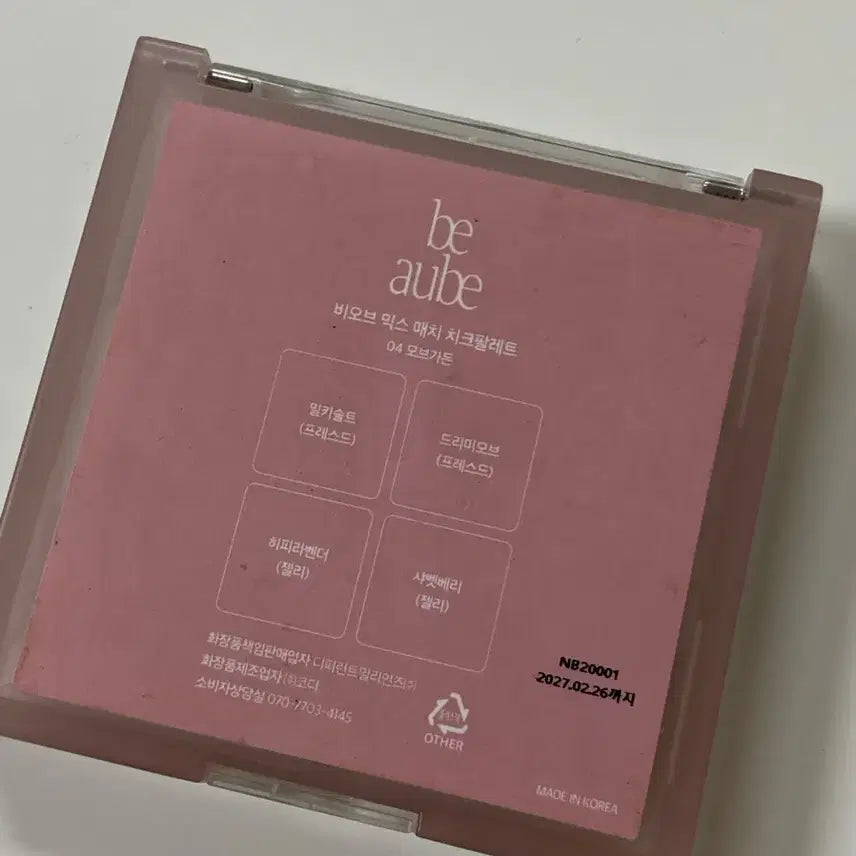 be
aube
비오브 믹스 매치 치크팔레트
04 모브가든
밀키솔트
(프레스드)
드리미모브
(프레스드)
히피라벤더
(젤리)
샤벳베리
(젤리)
화장품책임판매업자 디퍼런트밀리언즈㈜
화장품제조업자 ㈜코디
소비자상담실 070-7703-4145
OTHER
NB20001
2027.02.26까지
MADE IN KOREA